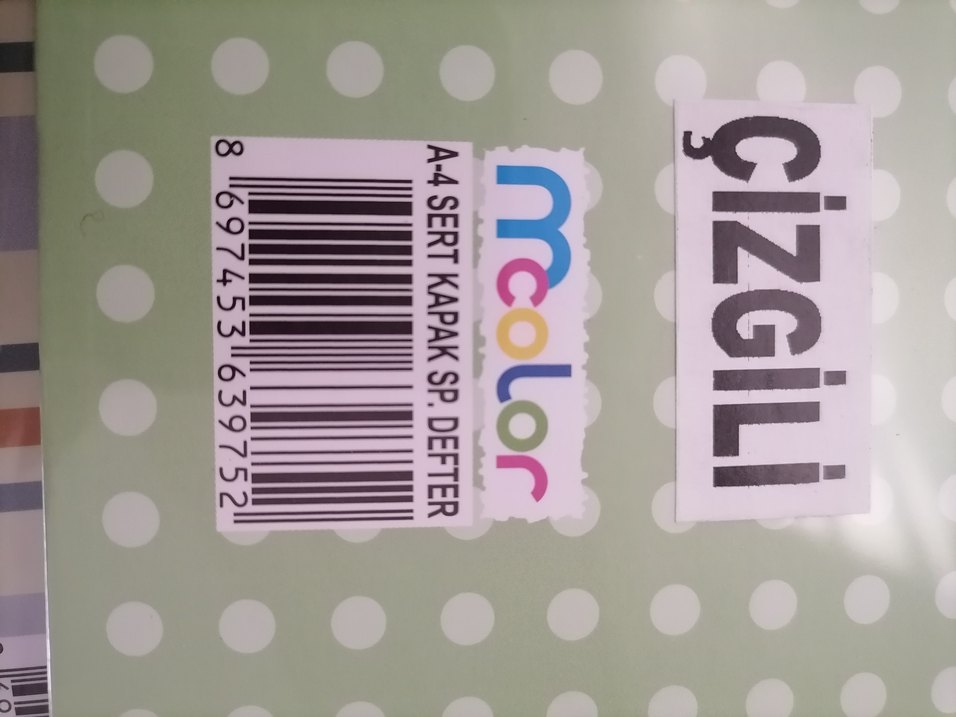 ÇİZGİLİ
mcolor
A-4 SERT KAPAK SP. DEFTER
8 697453 639752